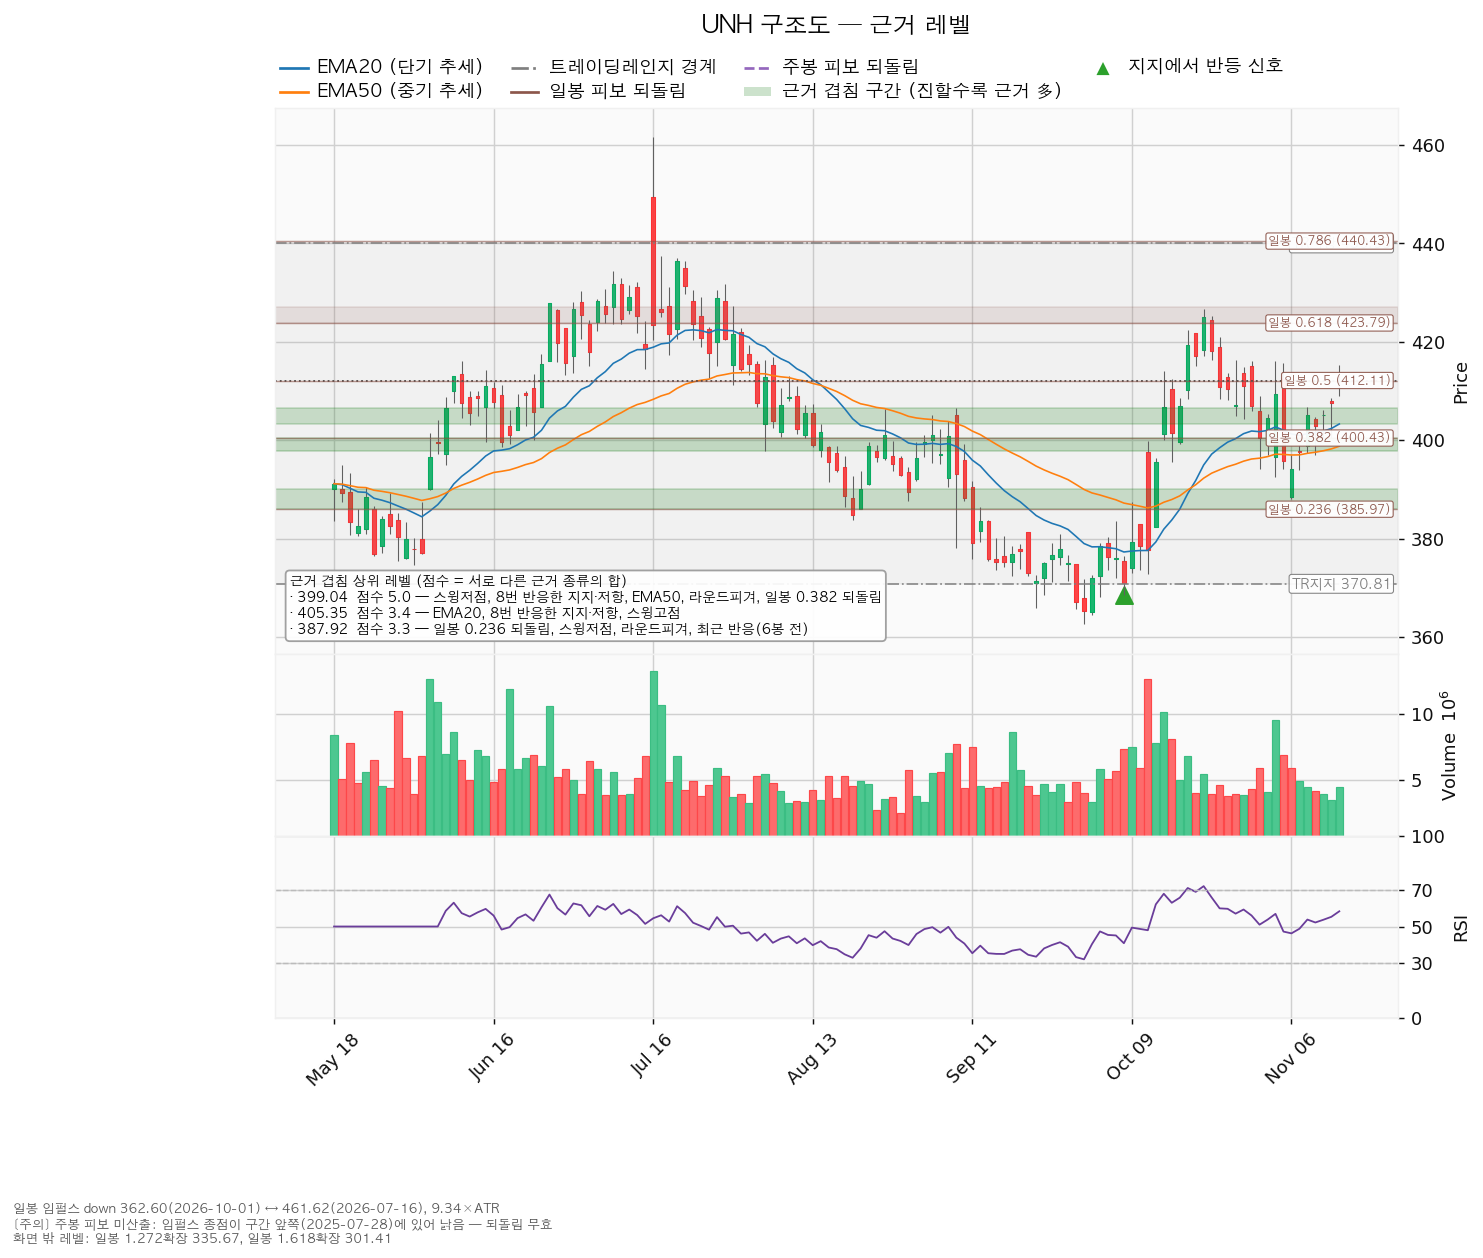 UNH 구조도 — 근거 레벨
EMA20 (단기 추세)
EMA50 (중기 추세)
트레이딩레인지 경계
일봉 피보 되돌림
주봉 피보 되돌림
근거 겹침 구간 (진할수록 근거 多)
지지에서 반등 신호
460
440
420
400
380
360
Price
일봉 0.786 (440.43)
일봉 0.618 (423.79)
일봉 0.5 (412.11)
일봉 0.382 (400.43)
일봉 0.236 (385.97)
TR지지 370.81
근거 겹침 상위 레벨 (점수 = 서로 다른 근거 종류의 합)
· 399.04 점수 5.0 — 스윙저점, 8번 반응한 지지·저항, EMA50, 라운드피겨, 일봉 0.382 되돌림
· 405.35 점수 3.4 — EMA20, 8번 반응한 지지·저항, 스윙고점
· 387.92 점수 3.3 — 일봉 0.236 되돌림, 스윙저점, 라운드피겨, 최근 반응(6봉 전)
10
5
Volume 10⁶
100
70
50
30
0
RSI
May 18
Jun 16
Jul 16
Aug 13
Sep 11
Oct 09
Nov 06
일봉 임펄스 down 362.60(2026-10-01) ↔ 461.62(2026-07-16), 9.34×ATR
[주의] 주봉 피보 미산출: 임펄스 종점이 구간 앞쪽(2025-07-28)에 있어 낡음 — 되돌림 무효
화면 밖 레벨: 일봉 1.272확장 335.67, 일봉 1.618확장 301.41